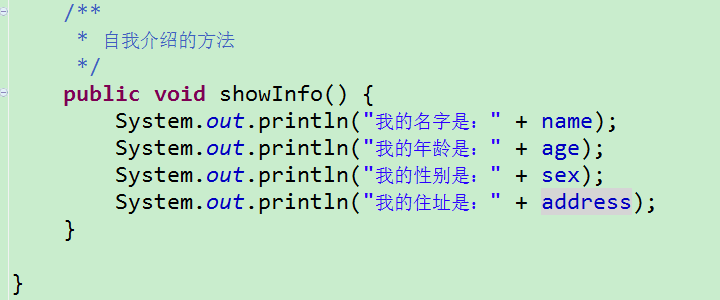 /**
 * 自我介绍的方法
 */
public void showInfo() {
    System.out.println("我的名字是：" + name);
    System.out.println("我的年龄是：" + age);
    System.out.println("我的性别是：" + sex);
    System.out.println("我的住址是：" + address);
}
}